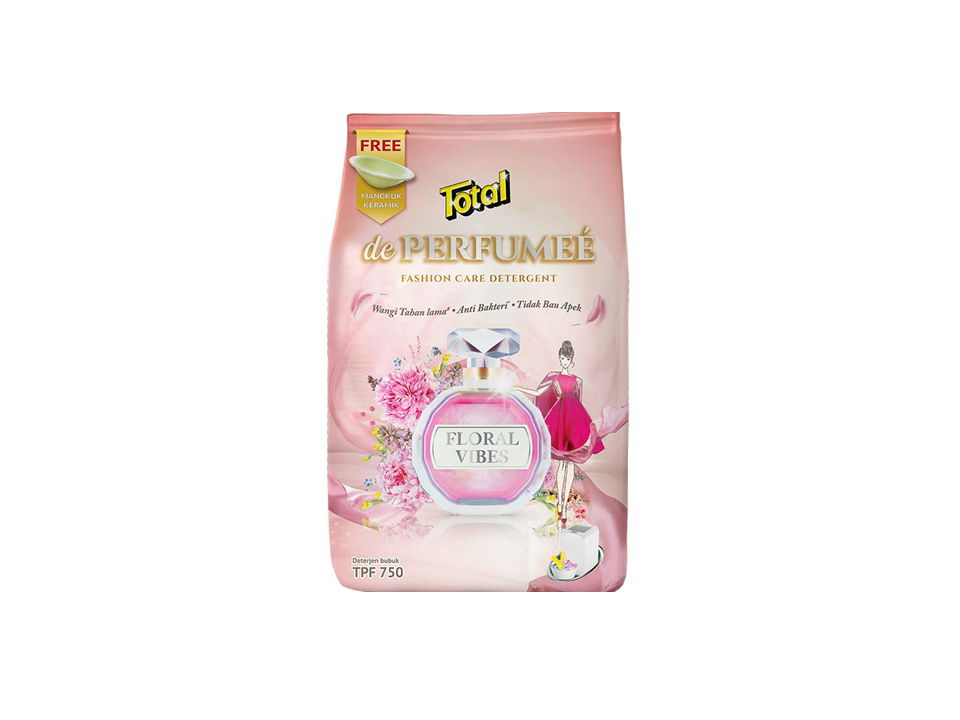 FREE
MANGKUK
KERAMIK
Total
de PERFUMEÉ
FASHION CARE DETERGENT
Wangi Tahan lama* • Anti Bakteri* • Tidak Bau Apek
FLORAL
VIBES
Deterjen bubuk
TPF 750